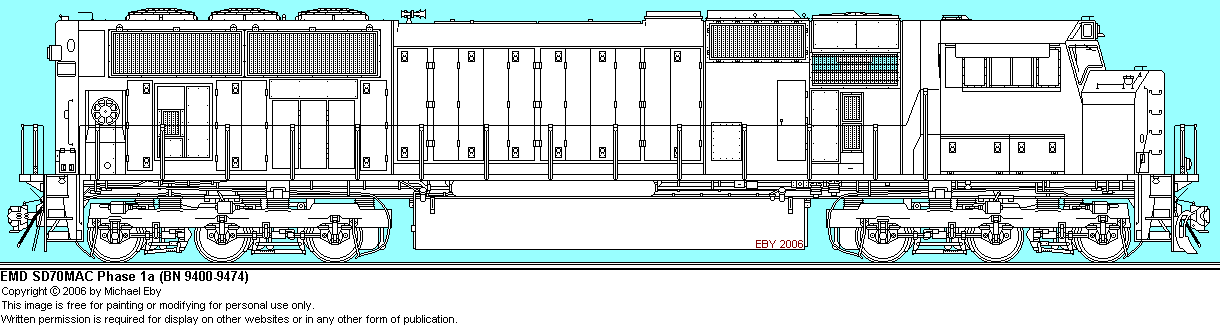 EBY 2006
EMD SD70MAC Phase 1a (BN 9400-9474)
Copyright © 2006 by Michael Eby
This image is free for painting or modifying for personal use only.
Written permission is required for display on other websites or in any other form of publication.